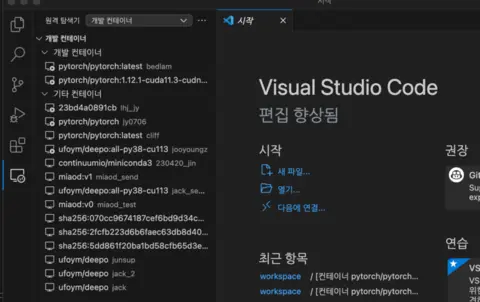 시작
원격 탐색기
개발 컨테이너
시작
개발 컨테이너
개발 컨테이너
pytorch/pytorch:latest bedlam
pytorch/pytorch:1.12.1-cuda11.3-cudn...
기타 컨테이너
23bd4a0891cb lhj_jy
pytorch/pytorch jy0706
pytorch/pytorch:latest cliff
ufoym/deepo:all-py38-cu113 jooyoungz
continuumio/miniconda3 230420_jin
miaod:v1 miaod_send
miaod:v0 miaod_test
ufoym/deepo:all-py38-cu113 jack_se...
sha256:070cc9674187cef6bd9d34c...
sha256:2fcfb223d6b6faec63db8d40...
sha256:5dd861f20ba1bd58cfb65d3e...
ufoym/deepo junsup
ufoym/deepo jack_2
ufoym/deepo jack
Visual Studio Code
편집 향상됨
시작
새 파일...
열기...
다음에 연결...
최근 항목
workspace / [컨테이너 pytorch/pytorch...
workspace / [컨테이너 pytorch/pytorch...
권장
Git
Sup
연습
VS
위한